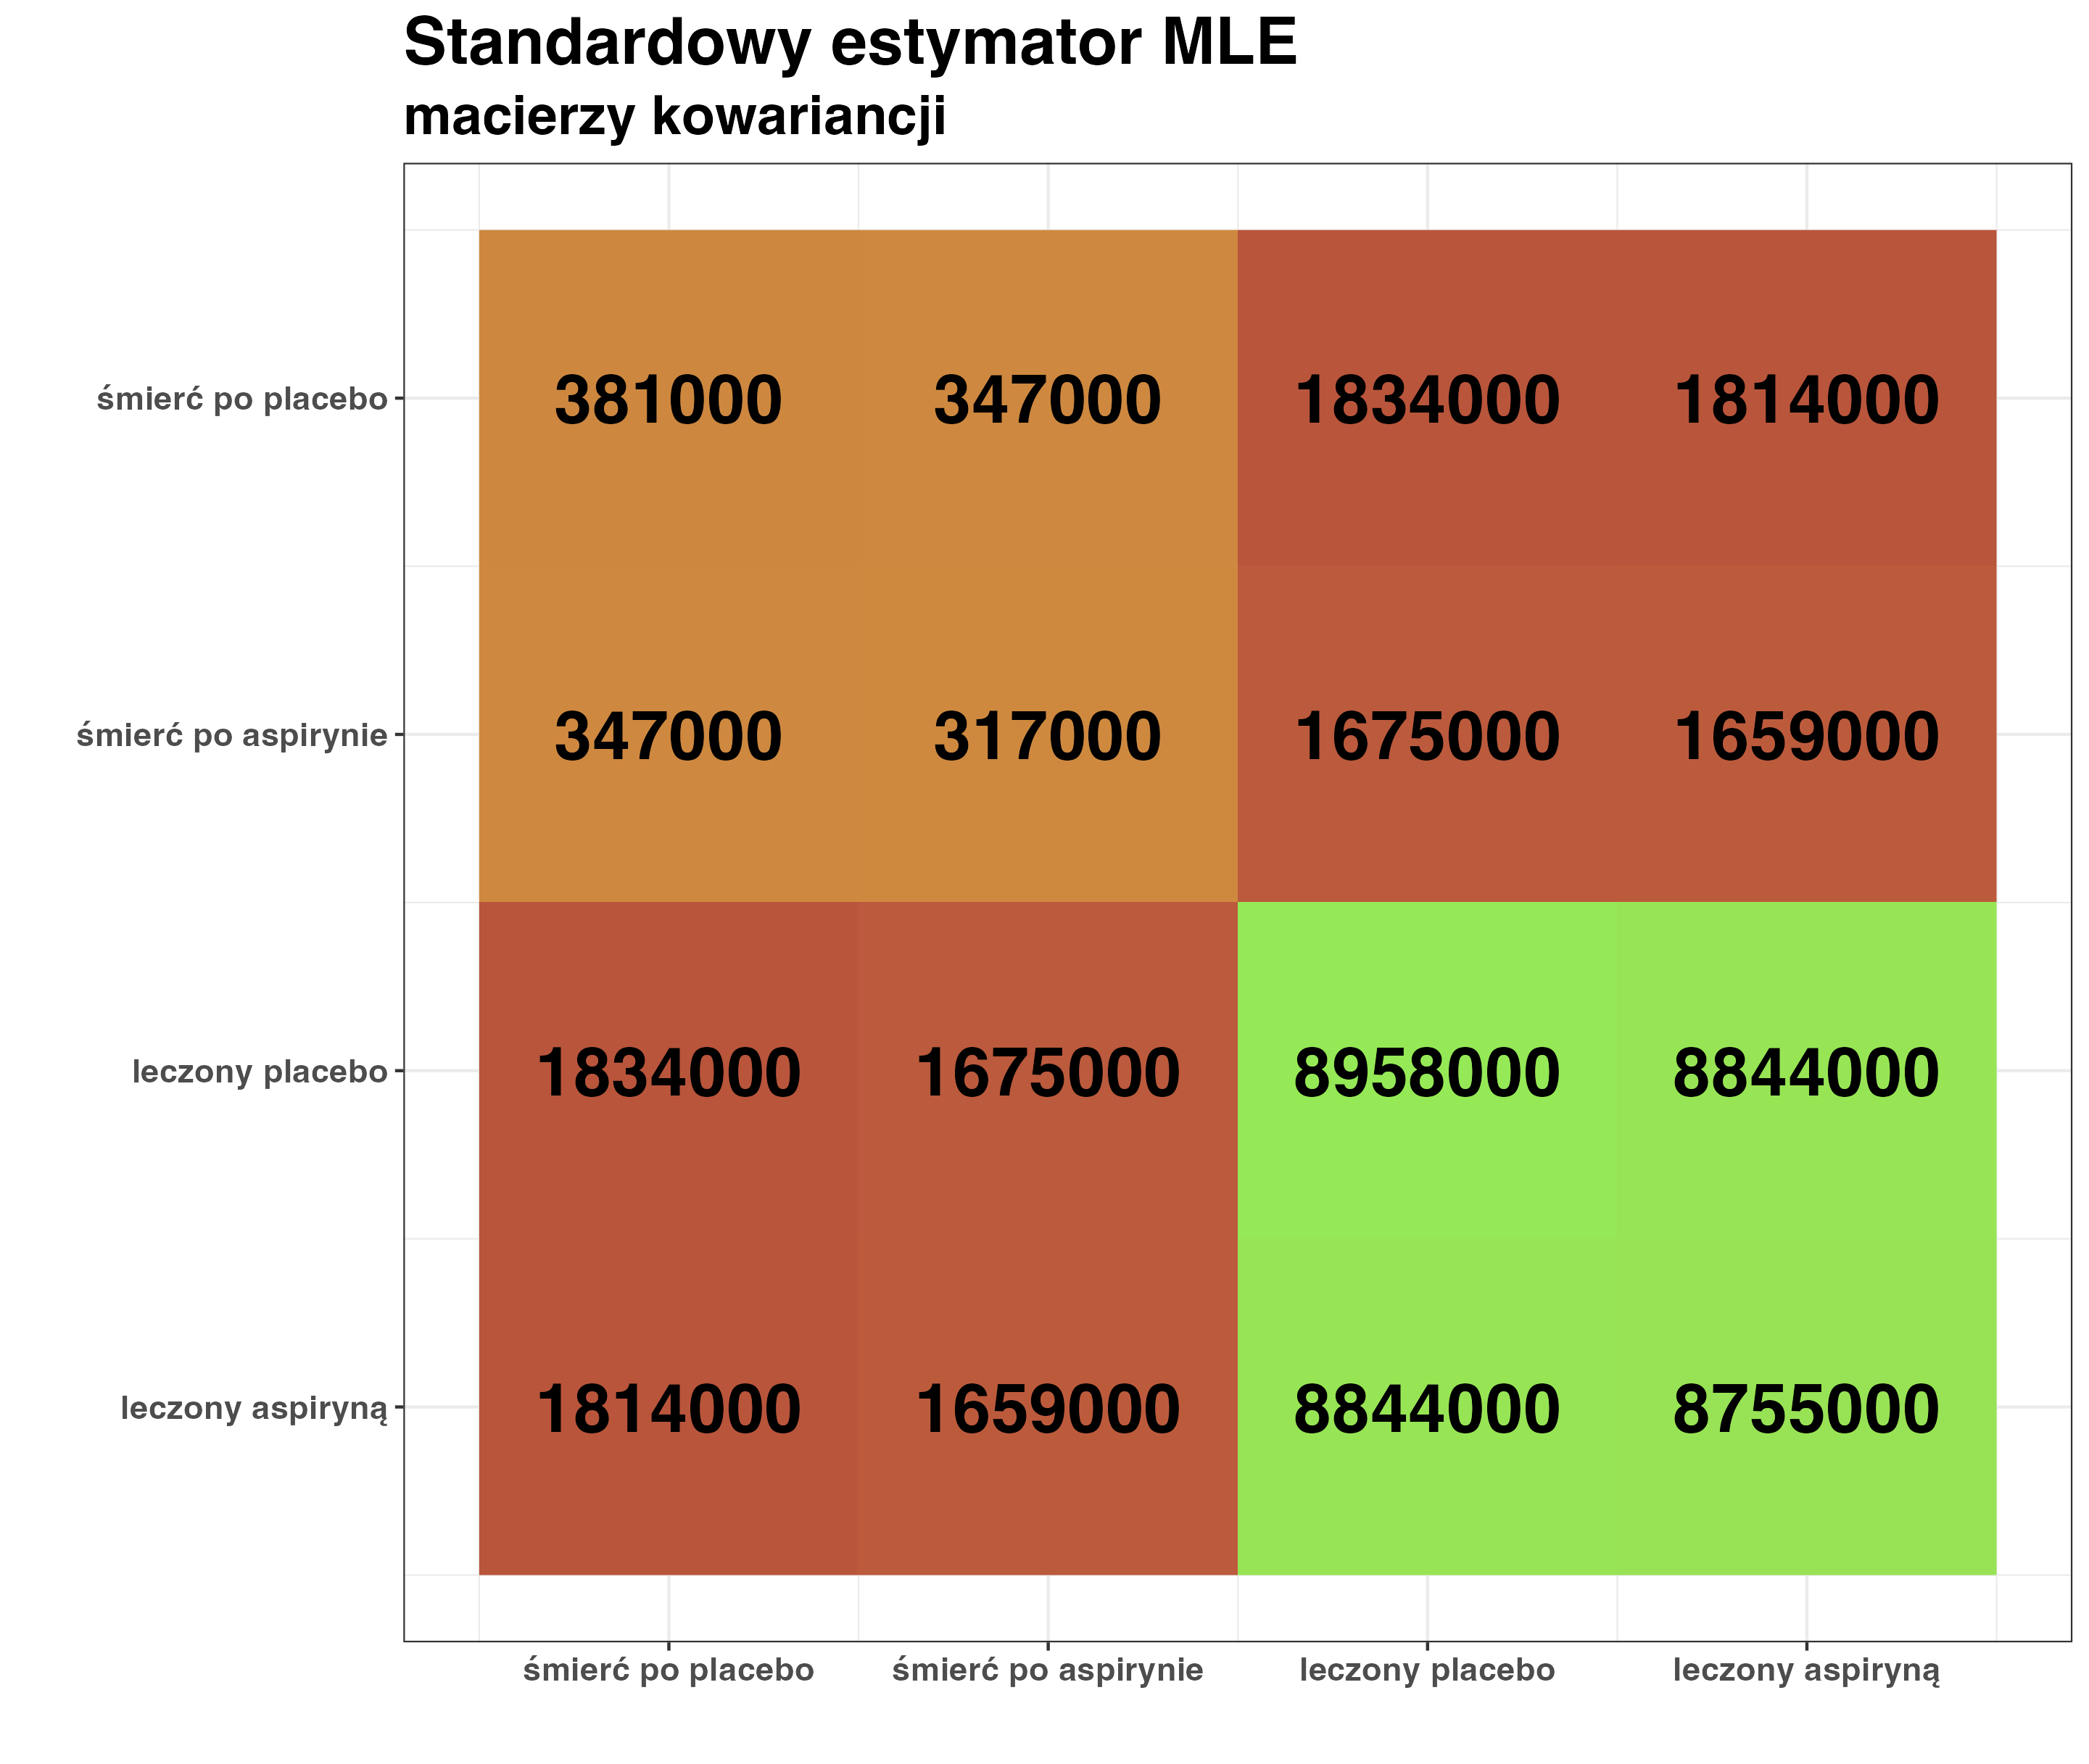 Standardowy estymator MLE
macierzy kowariancji
śmierć po placebo 381000 347000 1834000 1814000
śmierć po aspirynie 347000 317000 1675000 1659000
leczony placebo 1834000 1675000 8958000 8844000
leczony aspiryną 1814000 1659000 8844000 8755000
śmierć po placebo śmierć po aspirynie leczony placebo leczony aspiryną